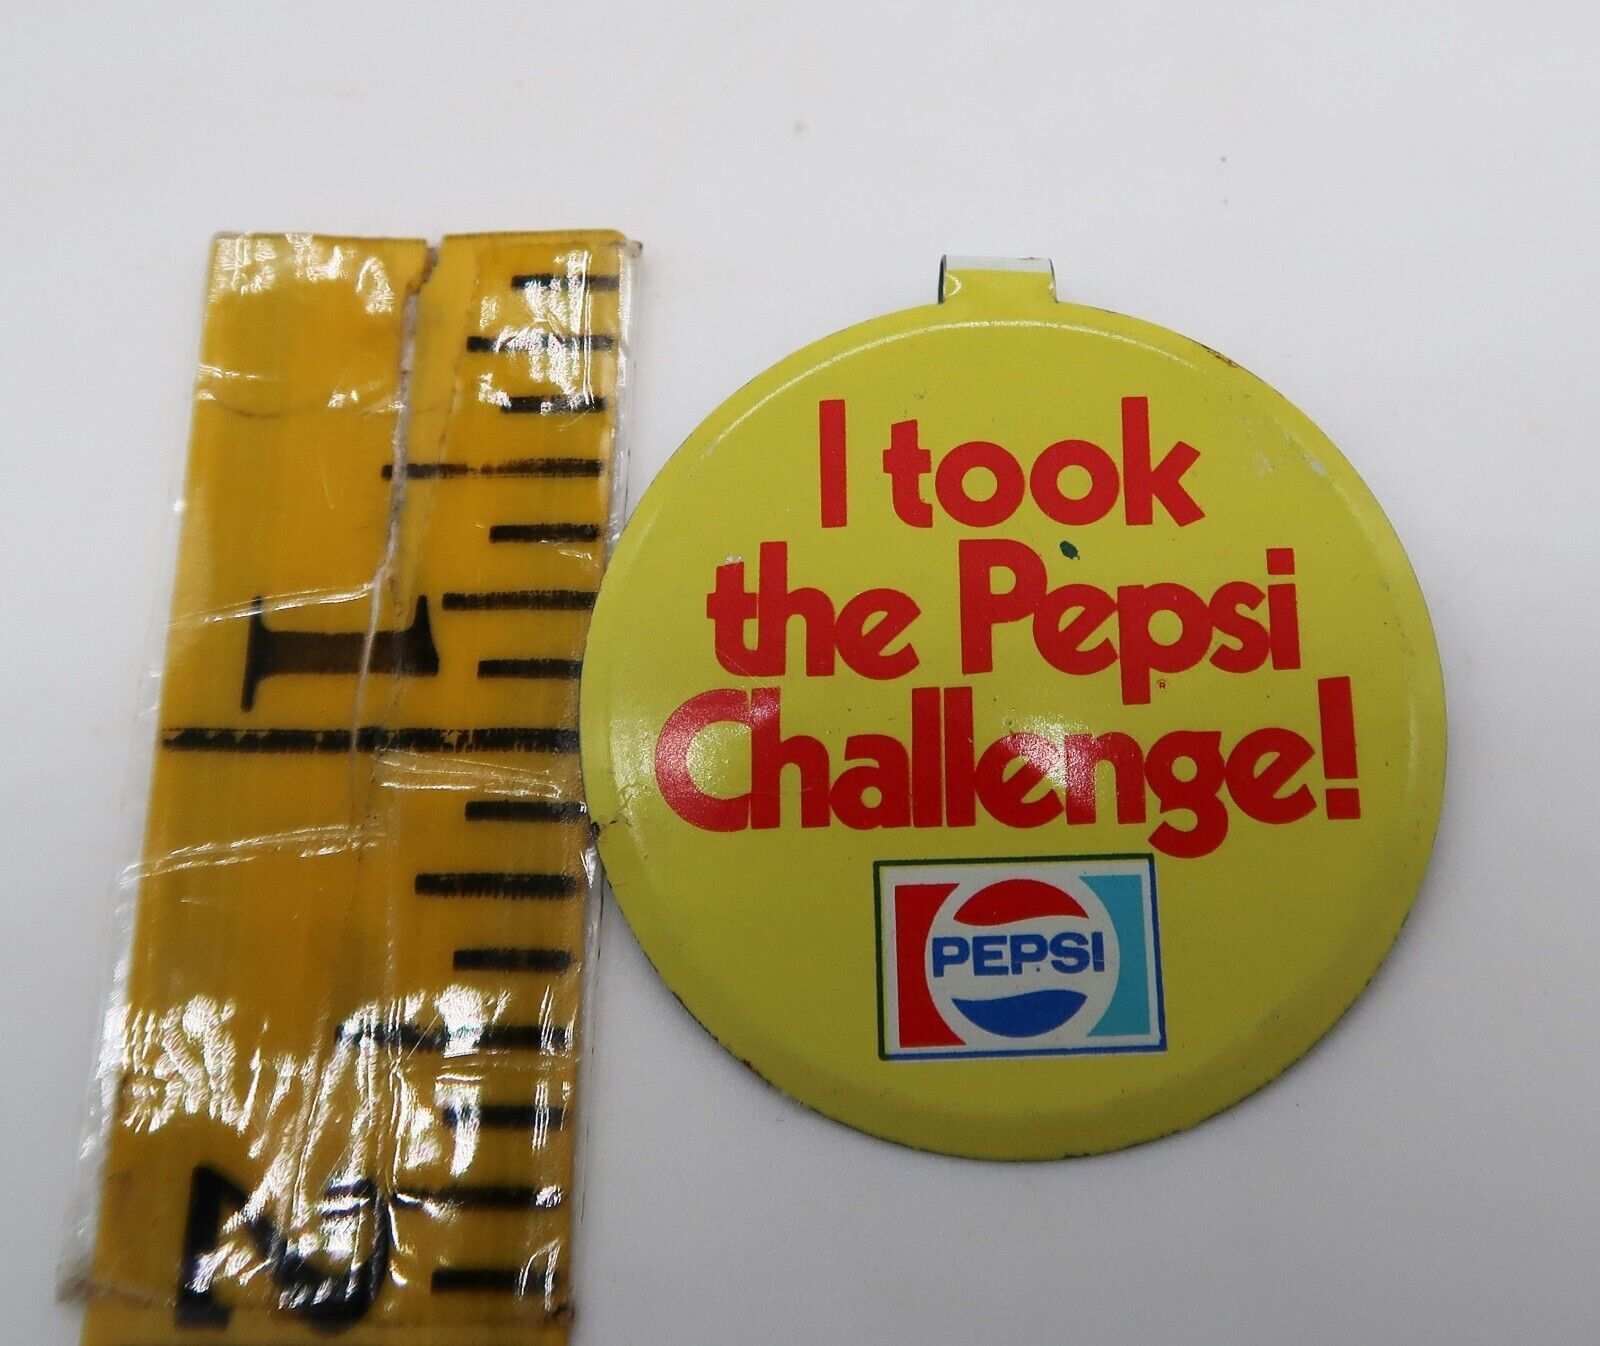 I took
the Pepsi
®
Challenge!
PEPSI
1
2